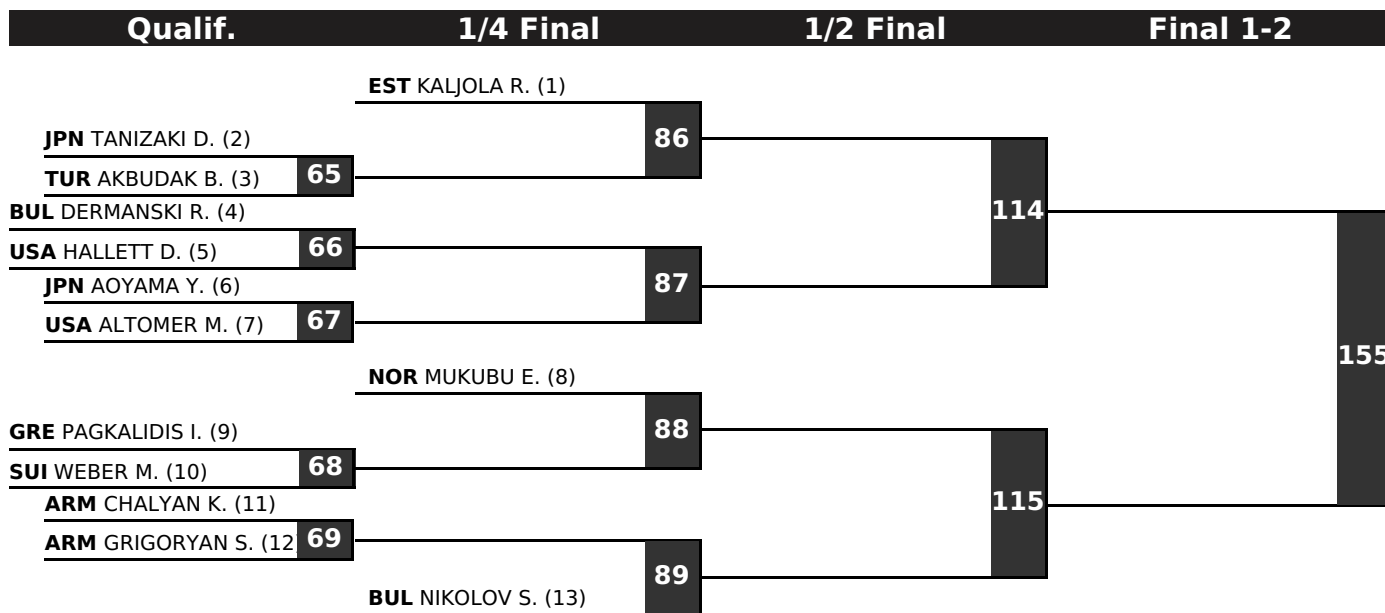 Qualif. 1/4 Final 1/2 Final Final 1-2
EST KALJOLA R. (1)
86
JPN TANIZAKI D. (2)
65
TUR AKBUDAK B. (3)
114
BUL DERMANSKI R. (4)
66
USA HALLETT D. (5)
87
JPN AOYAMA Y. (6)
67
USA ALTOMER M. (7)
155
NOR MUKUBU E. (8)
88
GRE PAGKALIDIS I. (9)
68
SUI WEBER M. (10)
115
ARM CHALYAN K. (11)
69
ARM GRIGORYAN S. (12
89
BUL NIKOLOV S. (13)